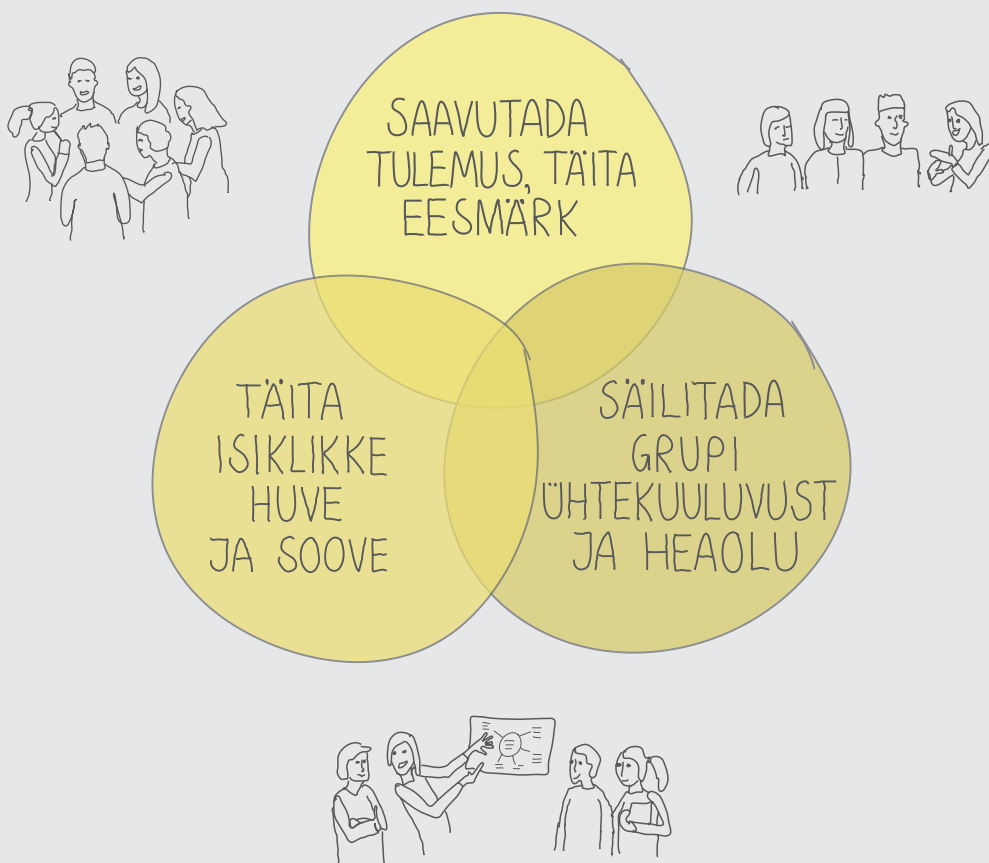 SAAVUTADA
TULEMUS, TÄITA
EESMÄRK
TÄITA
ISIKLIKKE
HUVE
JA SOOVE
SÄILITADA
GRUPI
ÜHTEKUULUVUST
JA HEAOLU